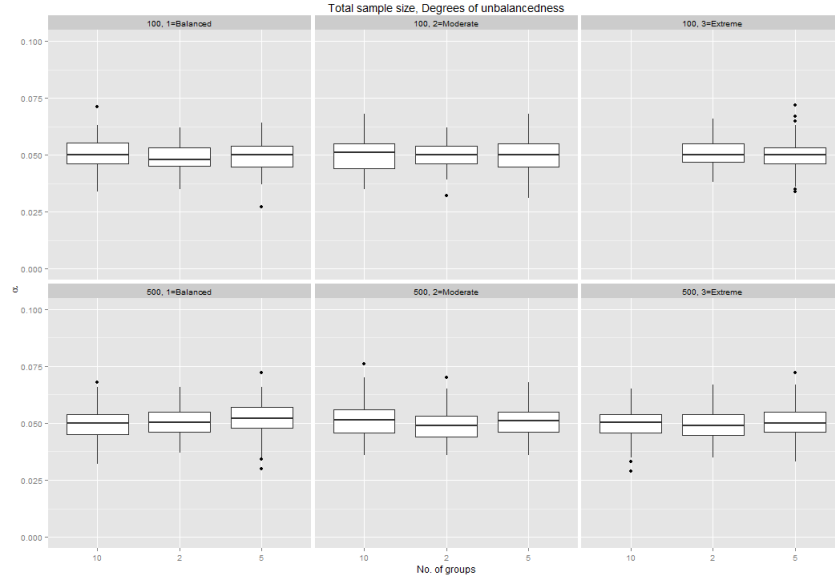 Total sample size, Degrees of unbalancedness
100, 1=Balanced
100, 2=Moderate
100, 3=Extreme
0.100
0.075
0.050
0.025
0.000
α
500, 1=Balanced
500, 2=Moderate
500, 3=Extreme
0.100
0.075
0.050
0.025
0.000
10 2 5 10 2 5 10 2 5
No. of groups